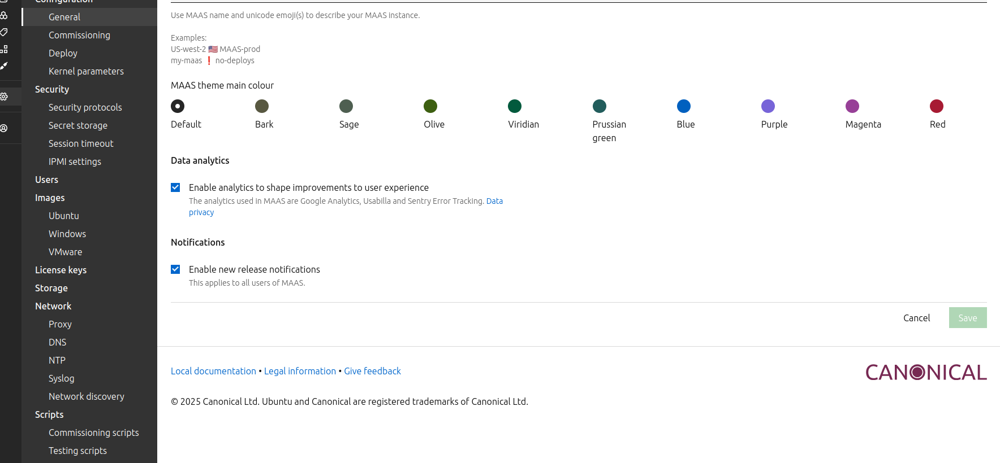 Configuration
General
Commissioning
Deploy
Kernel parameters
Security
Security protocols
Secret storage
Session timeout
IPMI settings
Users
Images
Ubuntu
Windows
VMware
License keys
Storage
Network
Proxy
DNS
NTP
Syslog
Network discovery
Scripts
Commissioning scripts
Testing scripts
Use MAAS name and unicode emoji(s) to describe your MAAS instance.
Examples:
US-west-2 🇺🇸 MAAS-prod
my-maas ❗ no-deploys
MAAS theme main colour
Default
Bark
Sage
Olive
Viridian
Prussian
green
Blue
Purple
Magenta
Red
Data analytics
Enable analytics to shape improvements to user experience
The analytics used in MAAS are Google Analytics, Usabilla and Sentry Error Tracking. Data
privacy
Notifications
Enable new release notifications
This applies to all users of MAAS.
Cancel
Save
Local documentation • Legal information • Give feedback
CANONICAL
© 2025 Canonical Ltd. Ubuntu and Canonical are registered trademarks of Canonical Ltd.